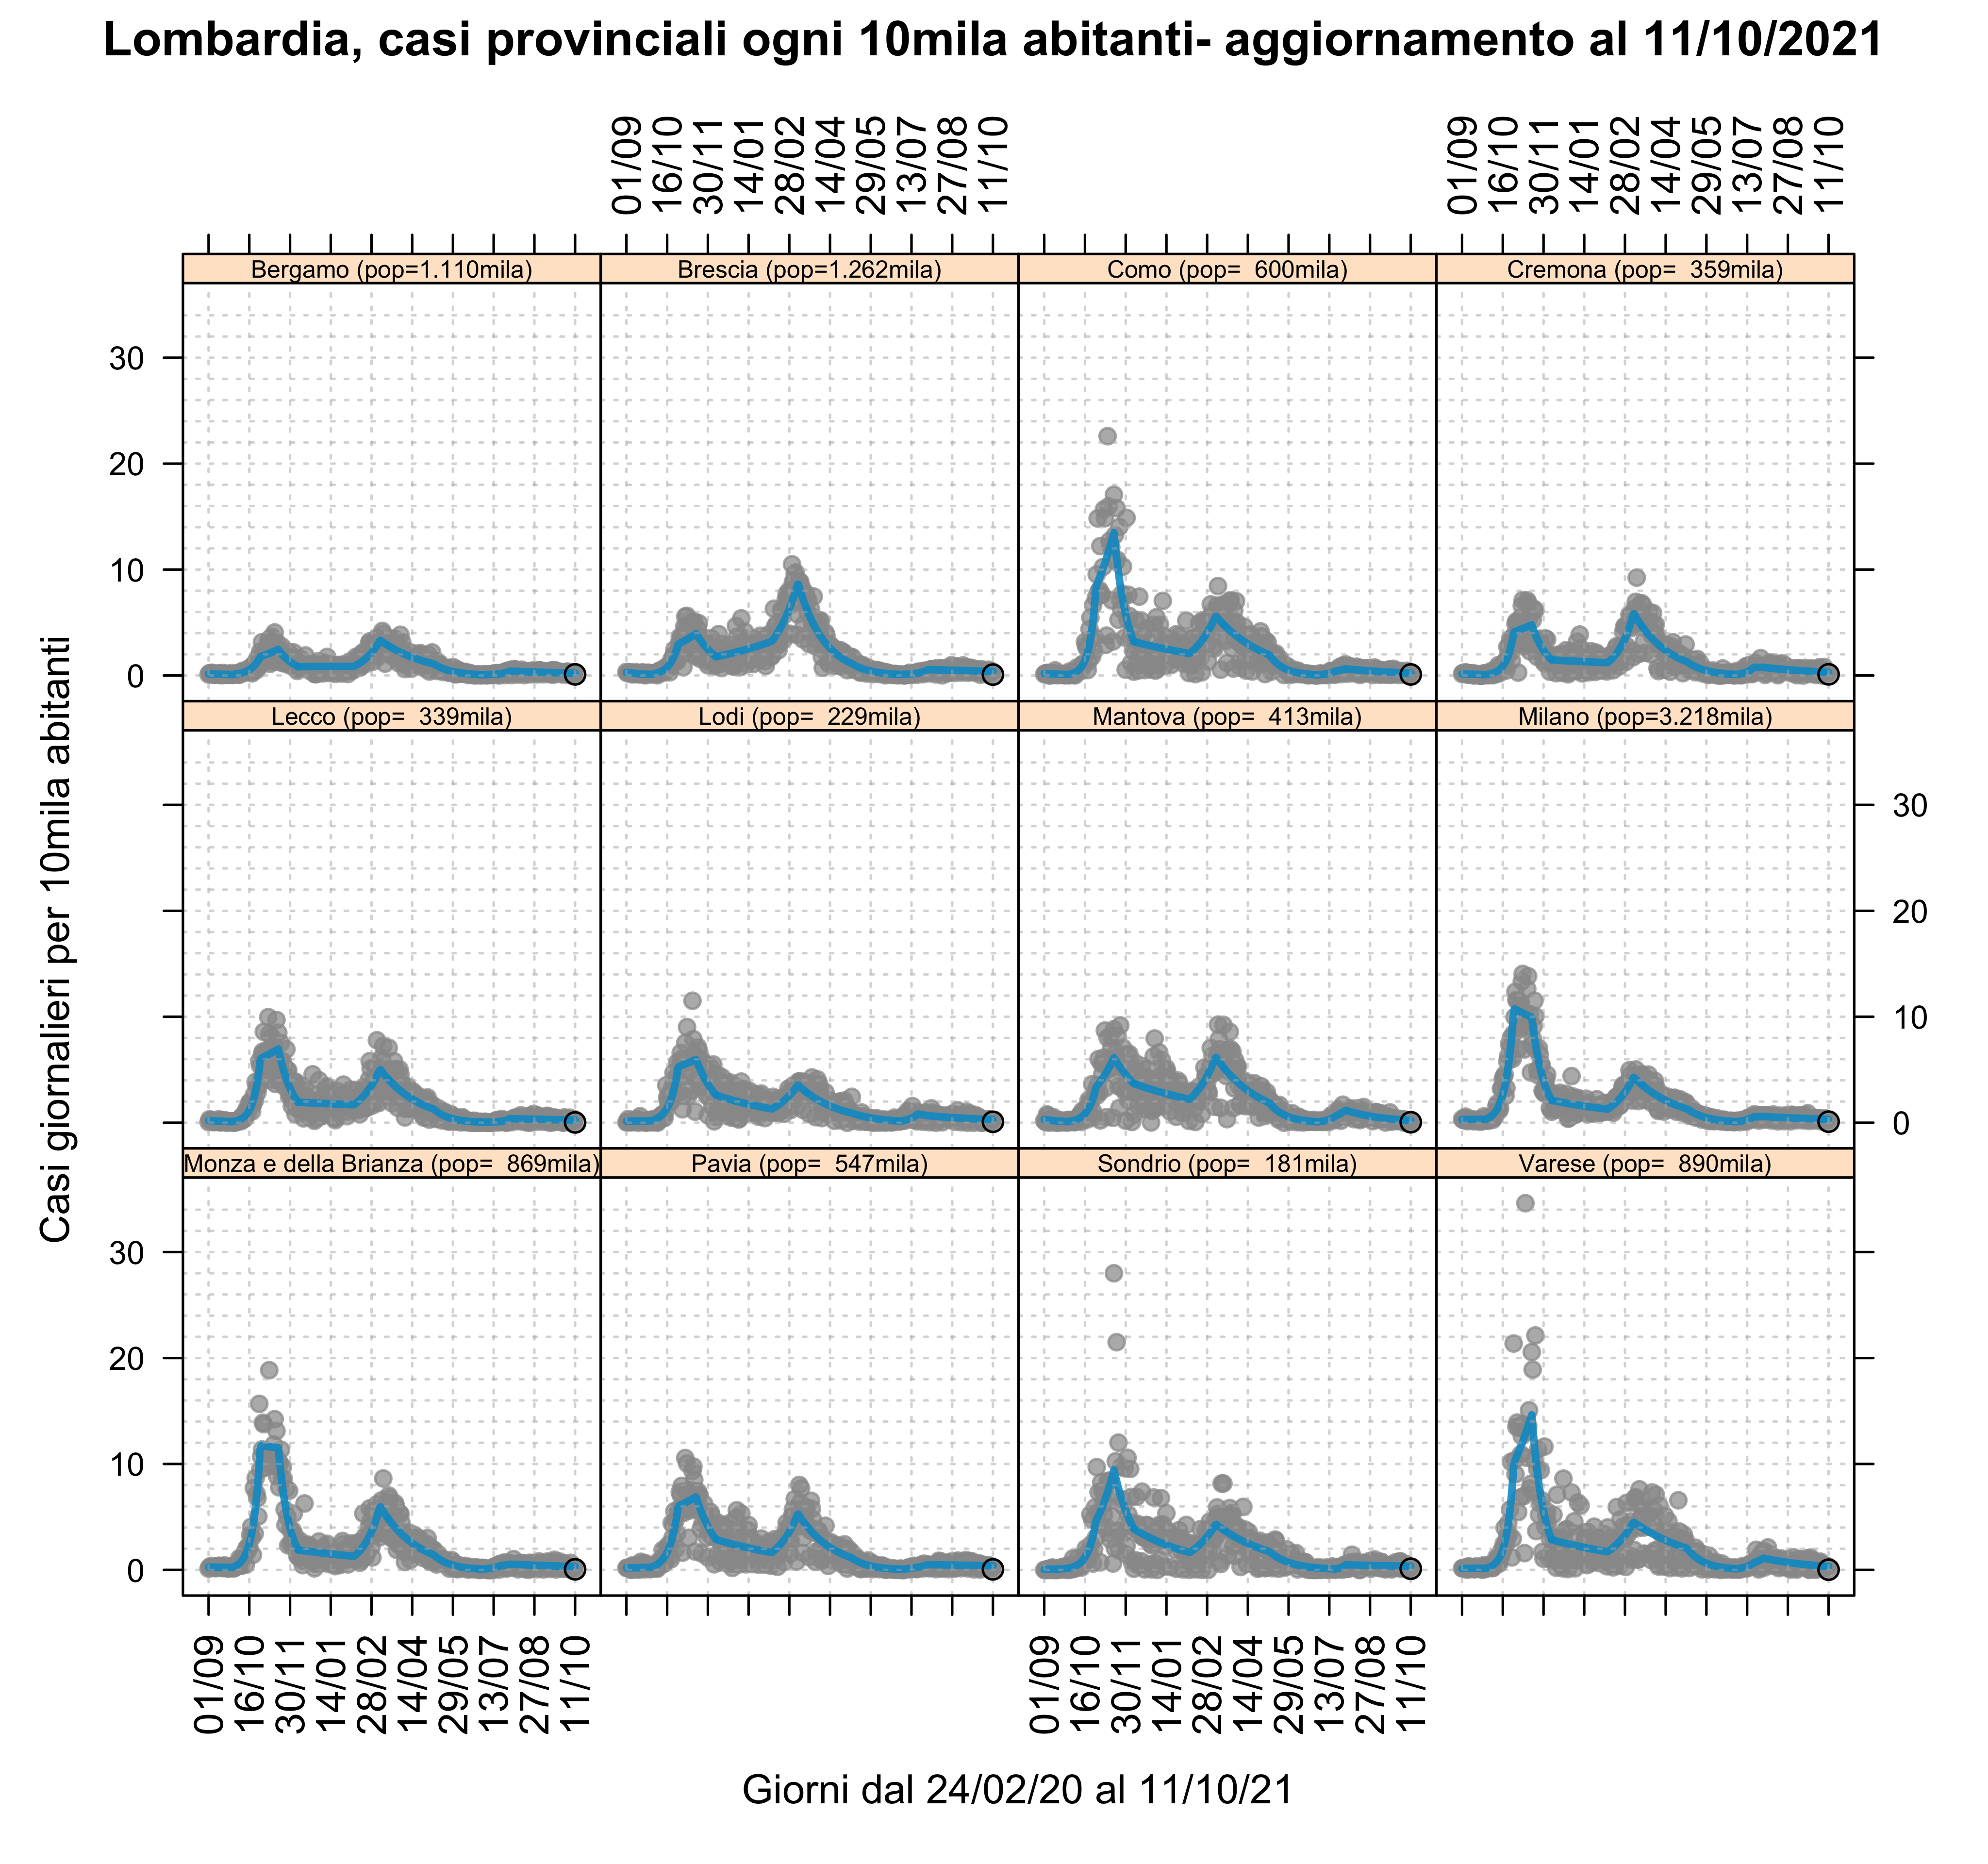 Lombardia, casi provinciali ogni 10mila abitanti- aggiornamento al 11/10/2021
01/09 16/10 30/11 14/01 28/02 14/04 29/05 13/07 27/08 11/10
01/09 16/10 30/11 14/01 28/02 14/04 29/05 13/07 27/08 11/10
Bergamo (pop=1.110mila)
Brescia (pop=1.262mila)
Como (pop= 600mila)
Cremona (pop= 359mila)
30
20
10
0
Lecco (pop= 339mila)
Lodi (pop= 229mila)
Mantova (pop= 413mila)
Milano (pop=3.218mila)
30
20
10
0
Casi giornalieri per 10mila abitanti
Monza e della Brianza (pop= 869mila)
Pavia (pop= 547mila)
Sondrio (pop= 181mila)
Varese (pop= 890mila)
30
20
10
0
01/09 16/10 30/11 14/01 28/02 14/04 29/05 13/07 27/08 11/10
01/09 16/10 30/11 14/01 28/02 14/04 29/05 13/07 27/08 11/10
Giorni dal 24/02/20 al 11/10/21